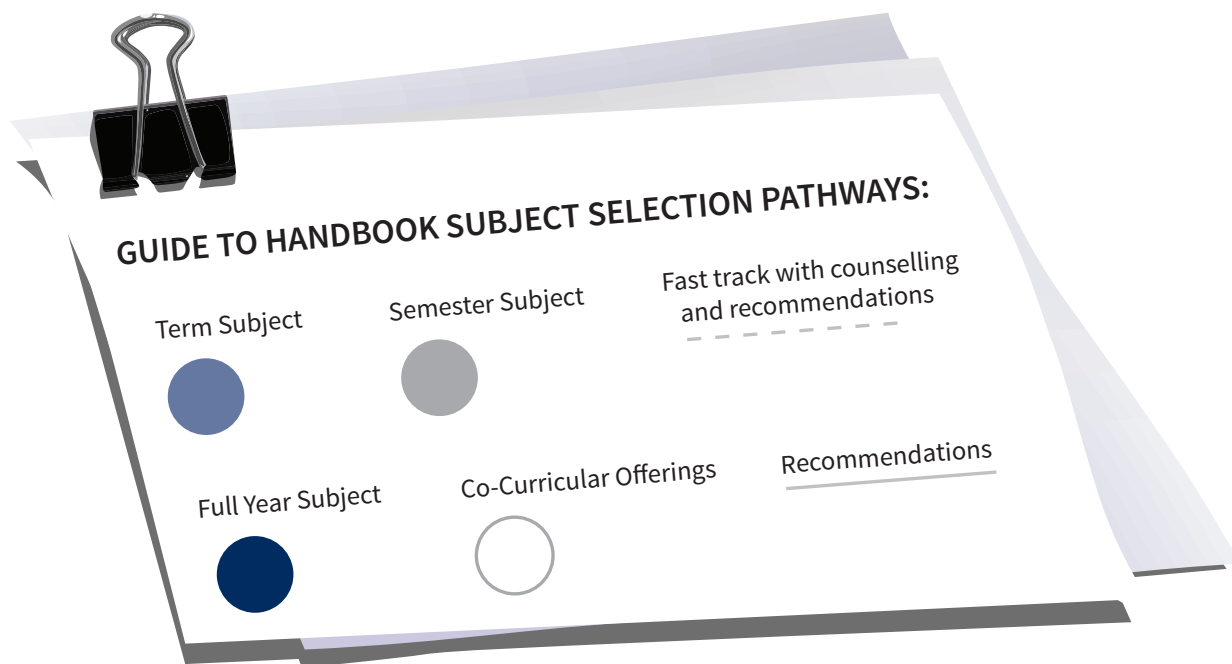 GUIDE TO HANDBOOK SUBJECT SELECTION PATHWAYS:
Term Subject
Semester Subject
Fast track with counselling
and recommendations
Full Year Subject
Co-Curricular Offerings
Recommendations